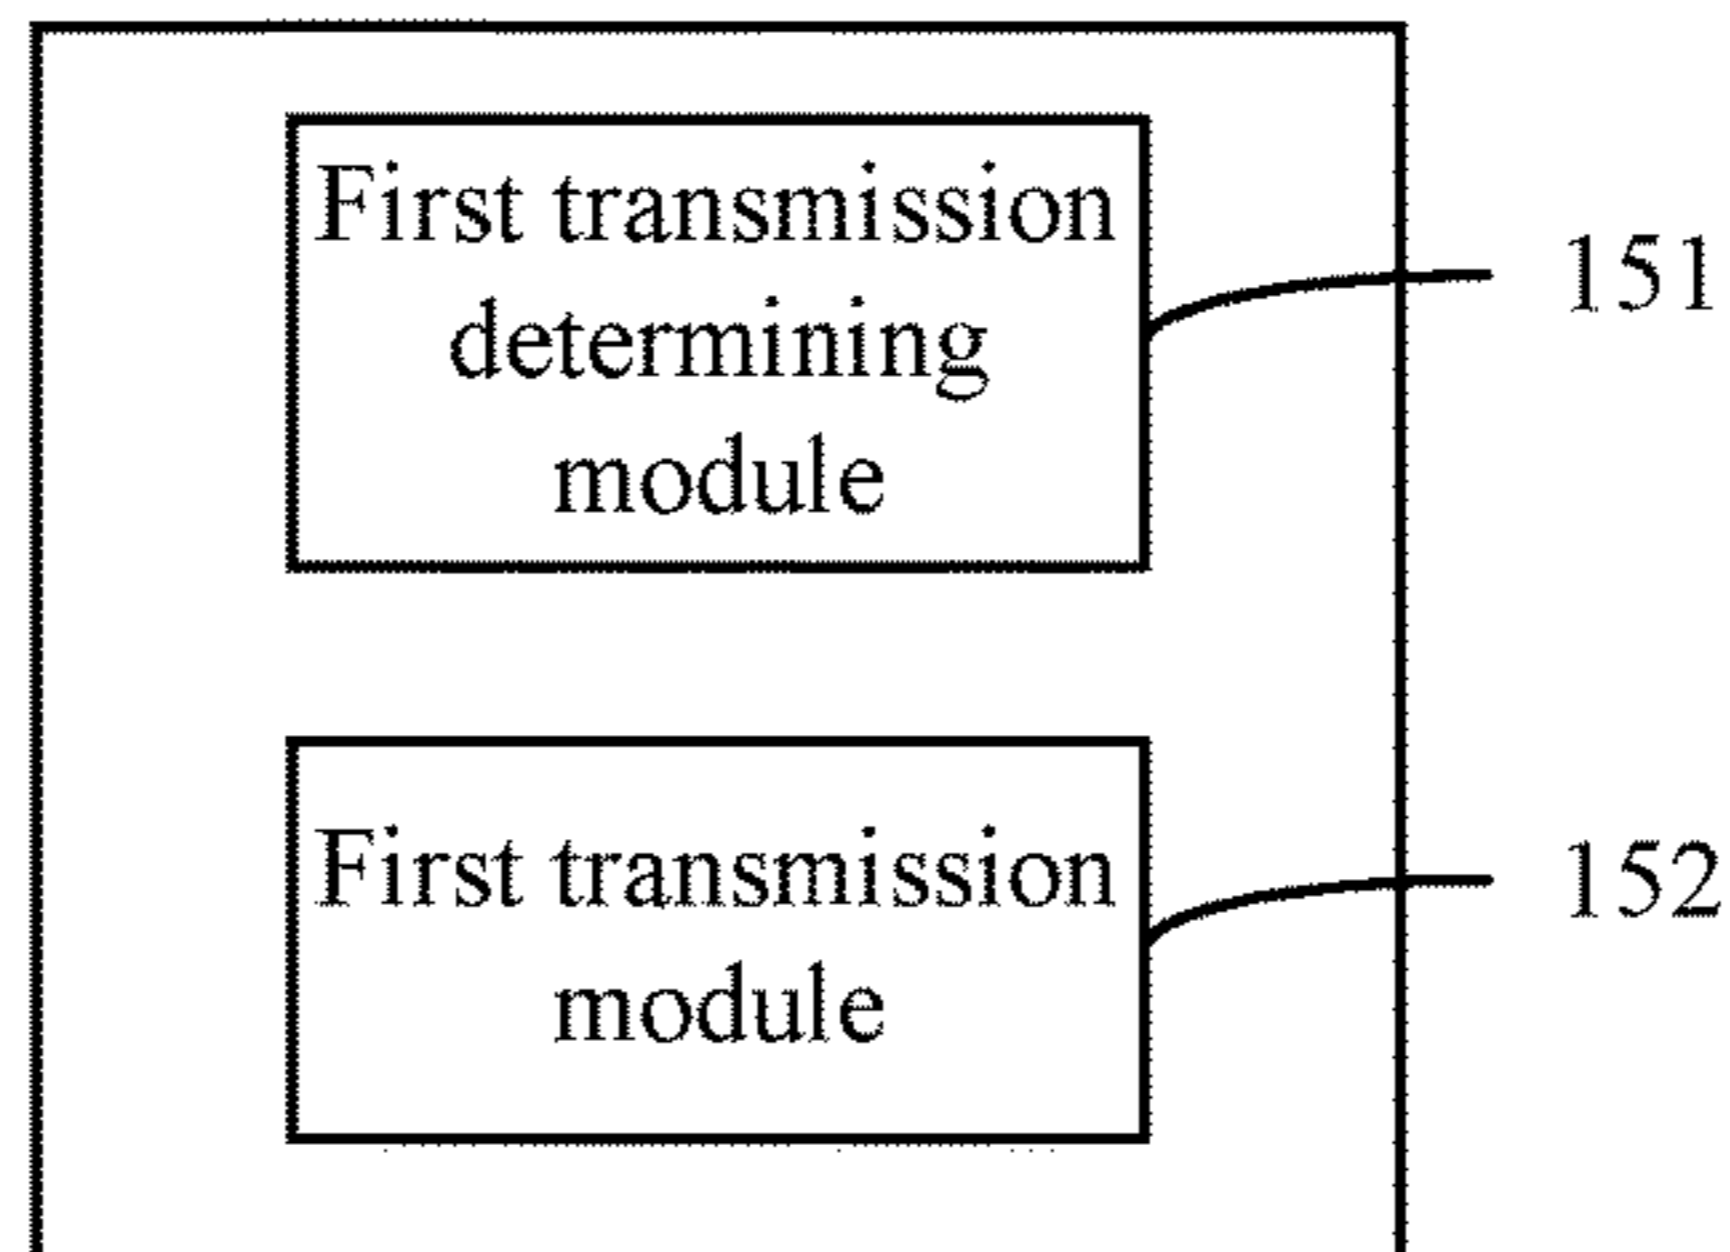 First transmission
determining
module
151
First transmission
module
152